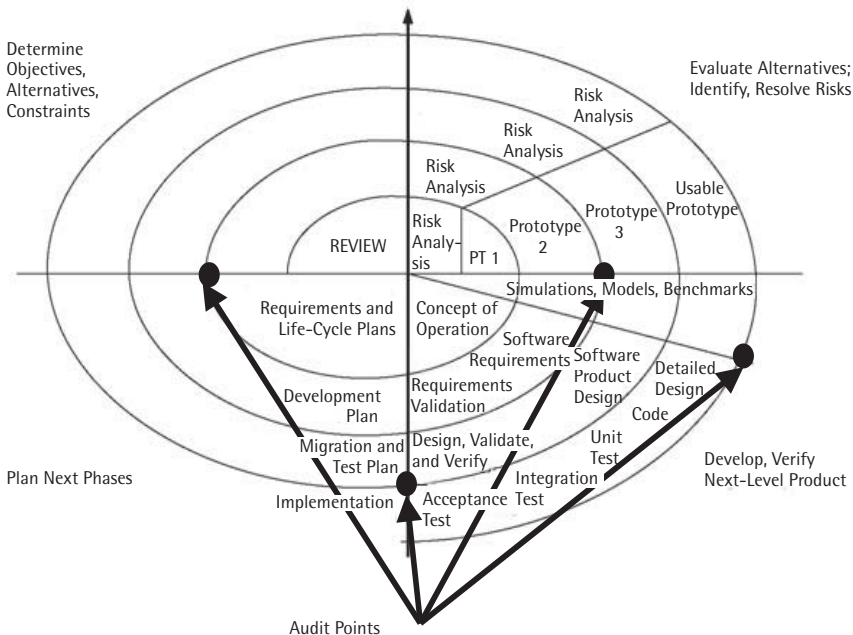 Determine
Objectives,
Alternatives,
Constraints
Evaluate Alternatives;
Identify, Resolve Risks
Risk
Analysis
Risk
Analysis
Risk
Analysis
Risk
Analy-
sis
REVIEW
PT 1
Prototype
2
Prototype
3
Usable
Prototype
Simulations, Models, Benchmarks
Requirements and
Life-Cycle Plans
Concept of
Operation
Software
Requirements
Software
Product
Design
Detailed
Design
Development
Plan
Requirements
Validation
Code
Migration and
Test Plan
Design, Validate,
and Verify
Unit
Test
Integration
Test
Implementation
Acceptance
Test
Plan Next Phases
Develop, Verify
Next-Level Product
Audit Points